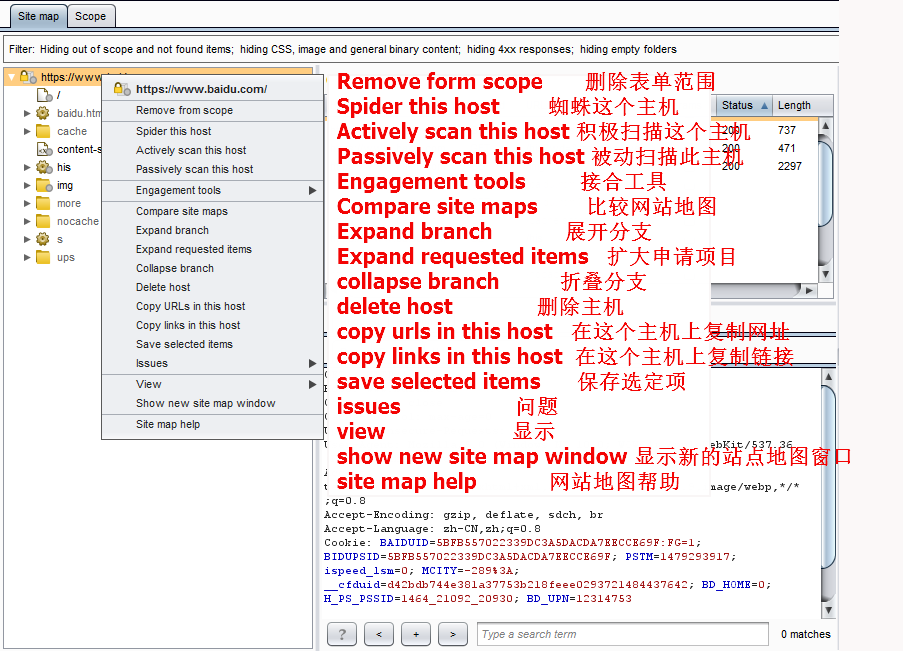 Site map
Scope
Filter: Hiding out of scope and not found items; hiding CSS, image and general binary content; hiding 4xx responses; hiding empty folders
https://www.
/
baidu.htm
cache
content-s
his
img
more
nocache
s
ups
https://www.baidu.com/
Remove from scope
Spider this host
Actively scan this host
Passively scan this host
Engagement tools
Compare site maps
Expand branch
Expand requested items
Collapse branch
Delete host
Copy URLs in this host
Copy links in this host
Save selected items
Issues
View
Show new site map window
Site map help
Remove form scope 删除表单范围
Spider this host 蜘蛛这个主机
Actively scan this host 积极扫描这个主机
Passively scan this host 被动扫描此主机
Engagement tools 接合工具
Compare site maps 比较网站地图
Expand branch 展开分支
Expand requested items 扩大申请项目
collapse branch 折叠分支
delete host 删除主机
copy urls in this host 在这个主机上复制网址
copy links in this host 在这个主机上复制链接
save selected items 保存选定项
issues 问题
view 显示
show new site map window 显示新的站点地图窗口
site map help 网站地图帮助
Status Length
200 737
200 471
200 2297
ebKit/537.36
mage/webp,*/*
;q=0.8
Accept-Encoding: gzip, deflate, sdch, br
Accept-Language: zh-CN,zh;q=0.8
Cookie: BAIDUID=5BFB557022339DC3A5DACDA7EECCE69F:FG=1;
BIDUPSID=5BFB557022339DC3A5DACDA7EECCE69F; PSTM=1479293917;
ispeed_lsm=0; MCITY=-289%3A;
__cfduid=d42bdb744e381a37753b218feee0293721484437642; BD_HOME=0;
H_PS_PSSID=1464_21092_20930; BD_UPN=12314753
? < + > Type a search term 0 matches